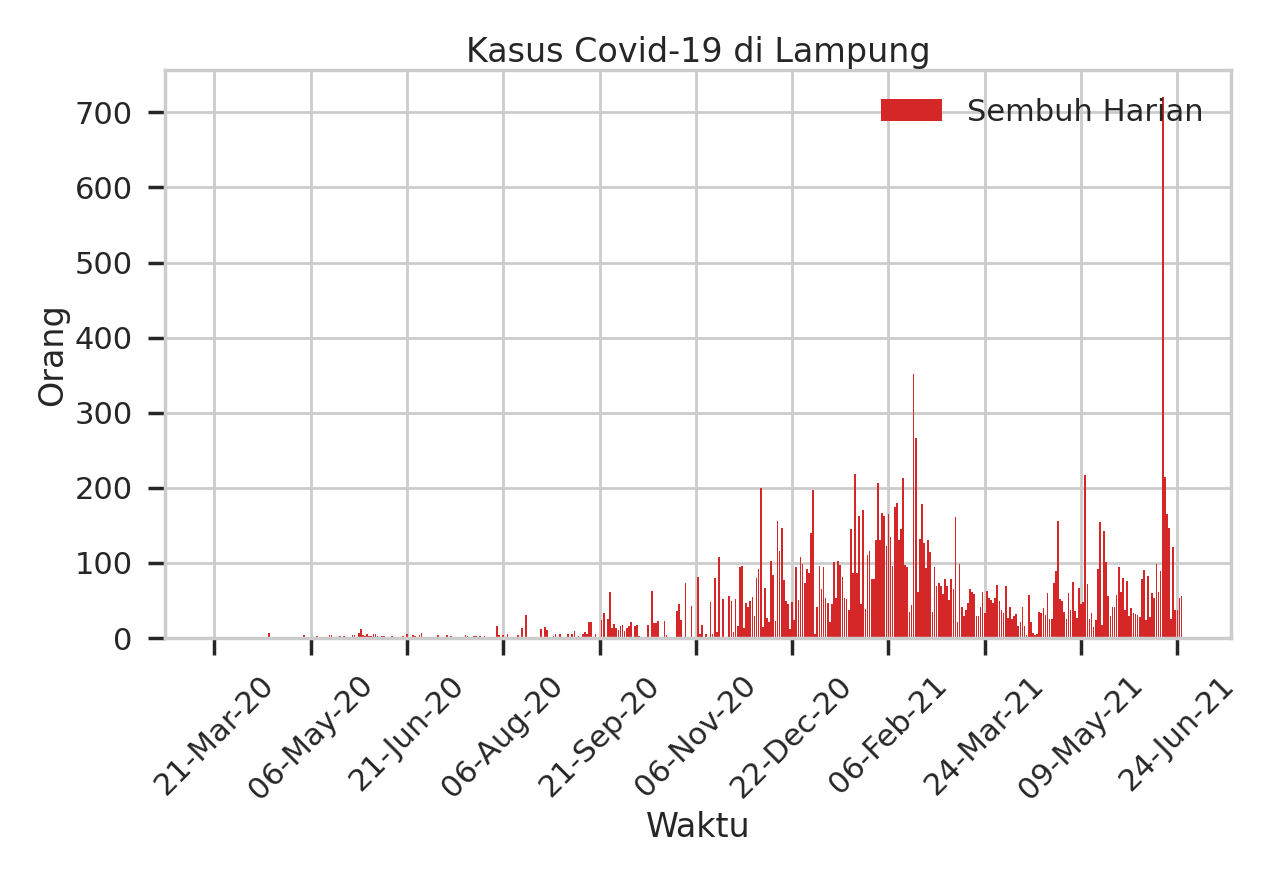 Kasus Covid-19 di Lampung
Sembuh Harian
700
600
500
400
300
200
100
0
Orang
21-Mar-20
06-May-20
21-Jun-20
06-Aug-20
21-Sep-20
06-Nov-20
22-Dec-20
06-Feb-21
24-Mar-21
09-May-21
24-Jun-21
Waktu